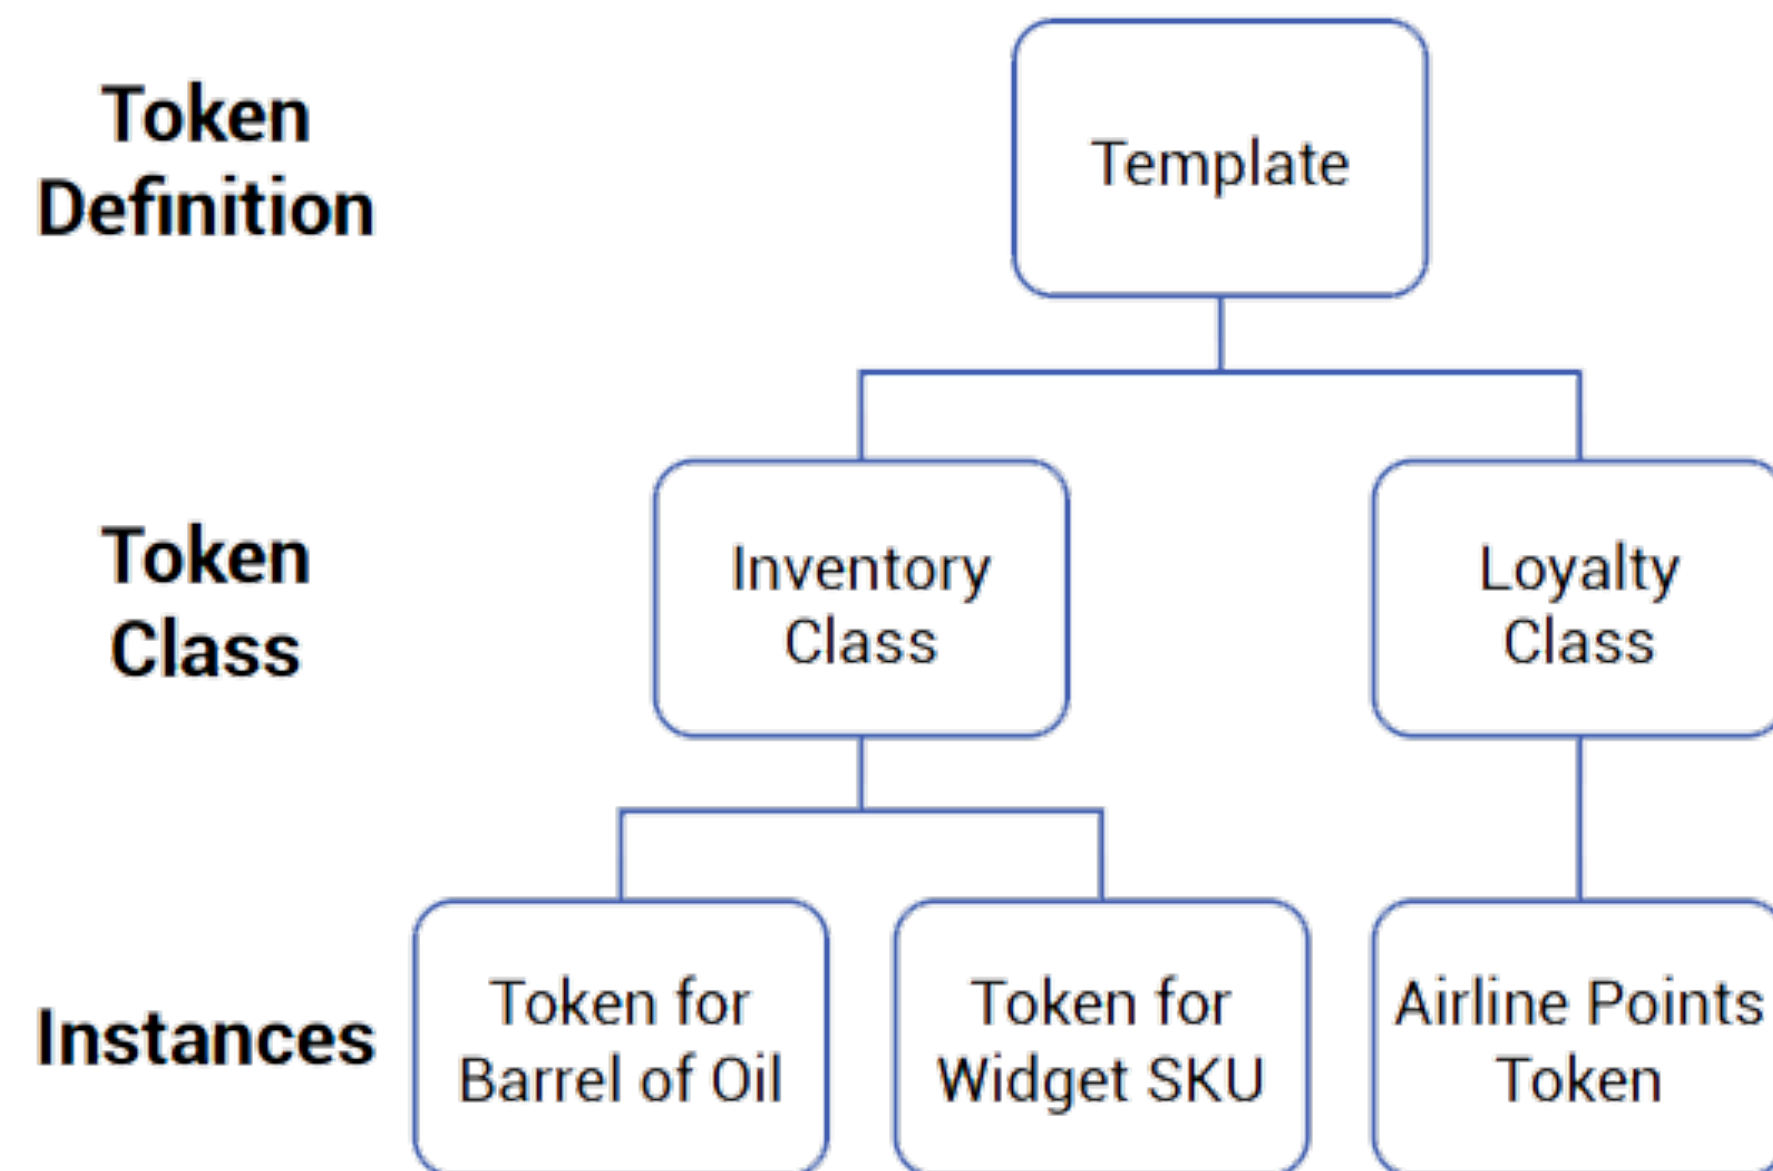 Token
Definition
Template
Token
Class
Inventory
Class
Loyalty
Class
Instances
Token for
Barrel of Oil
Token for
Widget SKU
Airline Points
Token